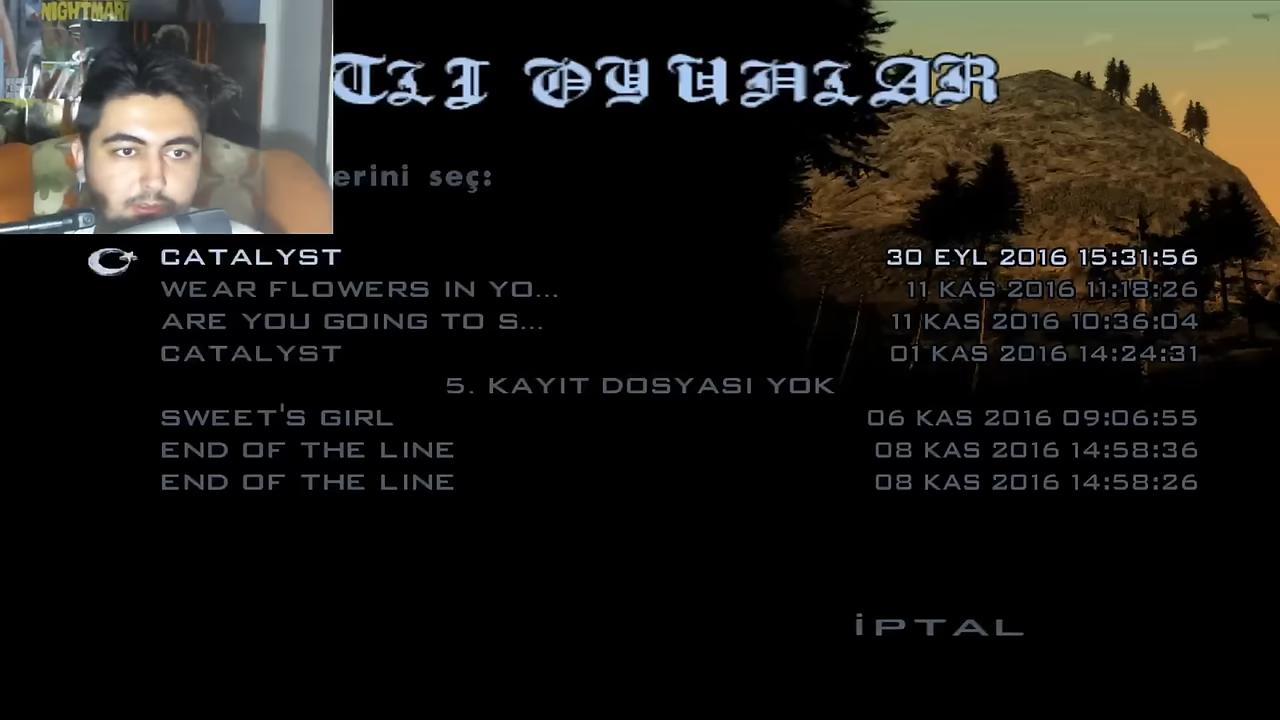 NIGHTMARE
TLI OYUNLAR
erini seç:
CATALYST 30 EYL 2016 15:31:56
WEAR FLOWERS IN YO... 11 KAS 2016 11:18:26
ARE YOU GOING TO S... 11 KAS 2016 10:36:04
CATALYST 01 KAS 2016 14:24:31
5. KAYIT DOSYASI YOK
SWEET'S GIRL 06 KAS 2016 09:06:55
END OF THE LINE 08 KAS 2016 14:58:36
END OF THE LINE 08 KAS 2016 14:58:26
İPTAL